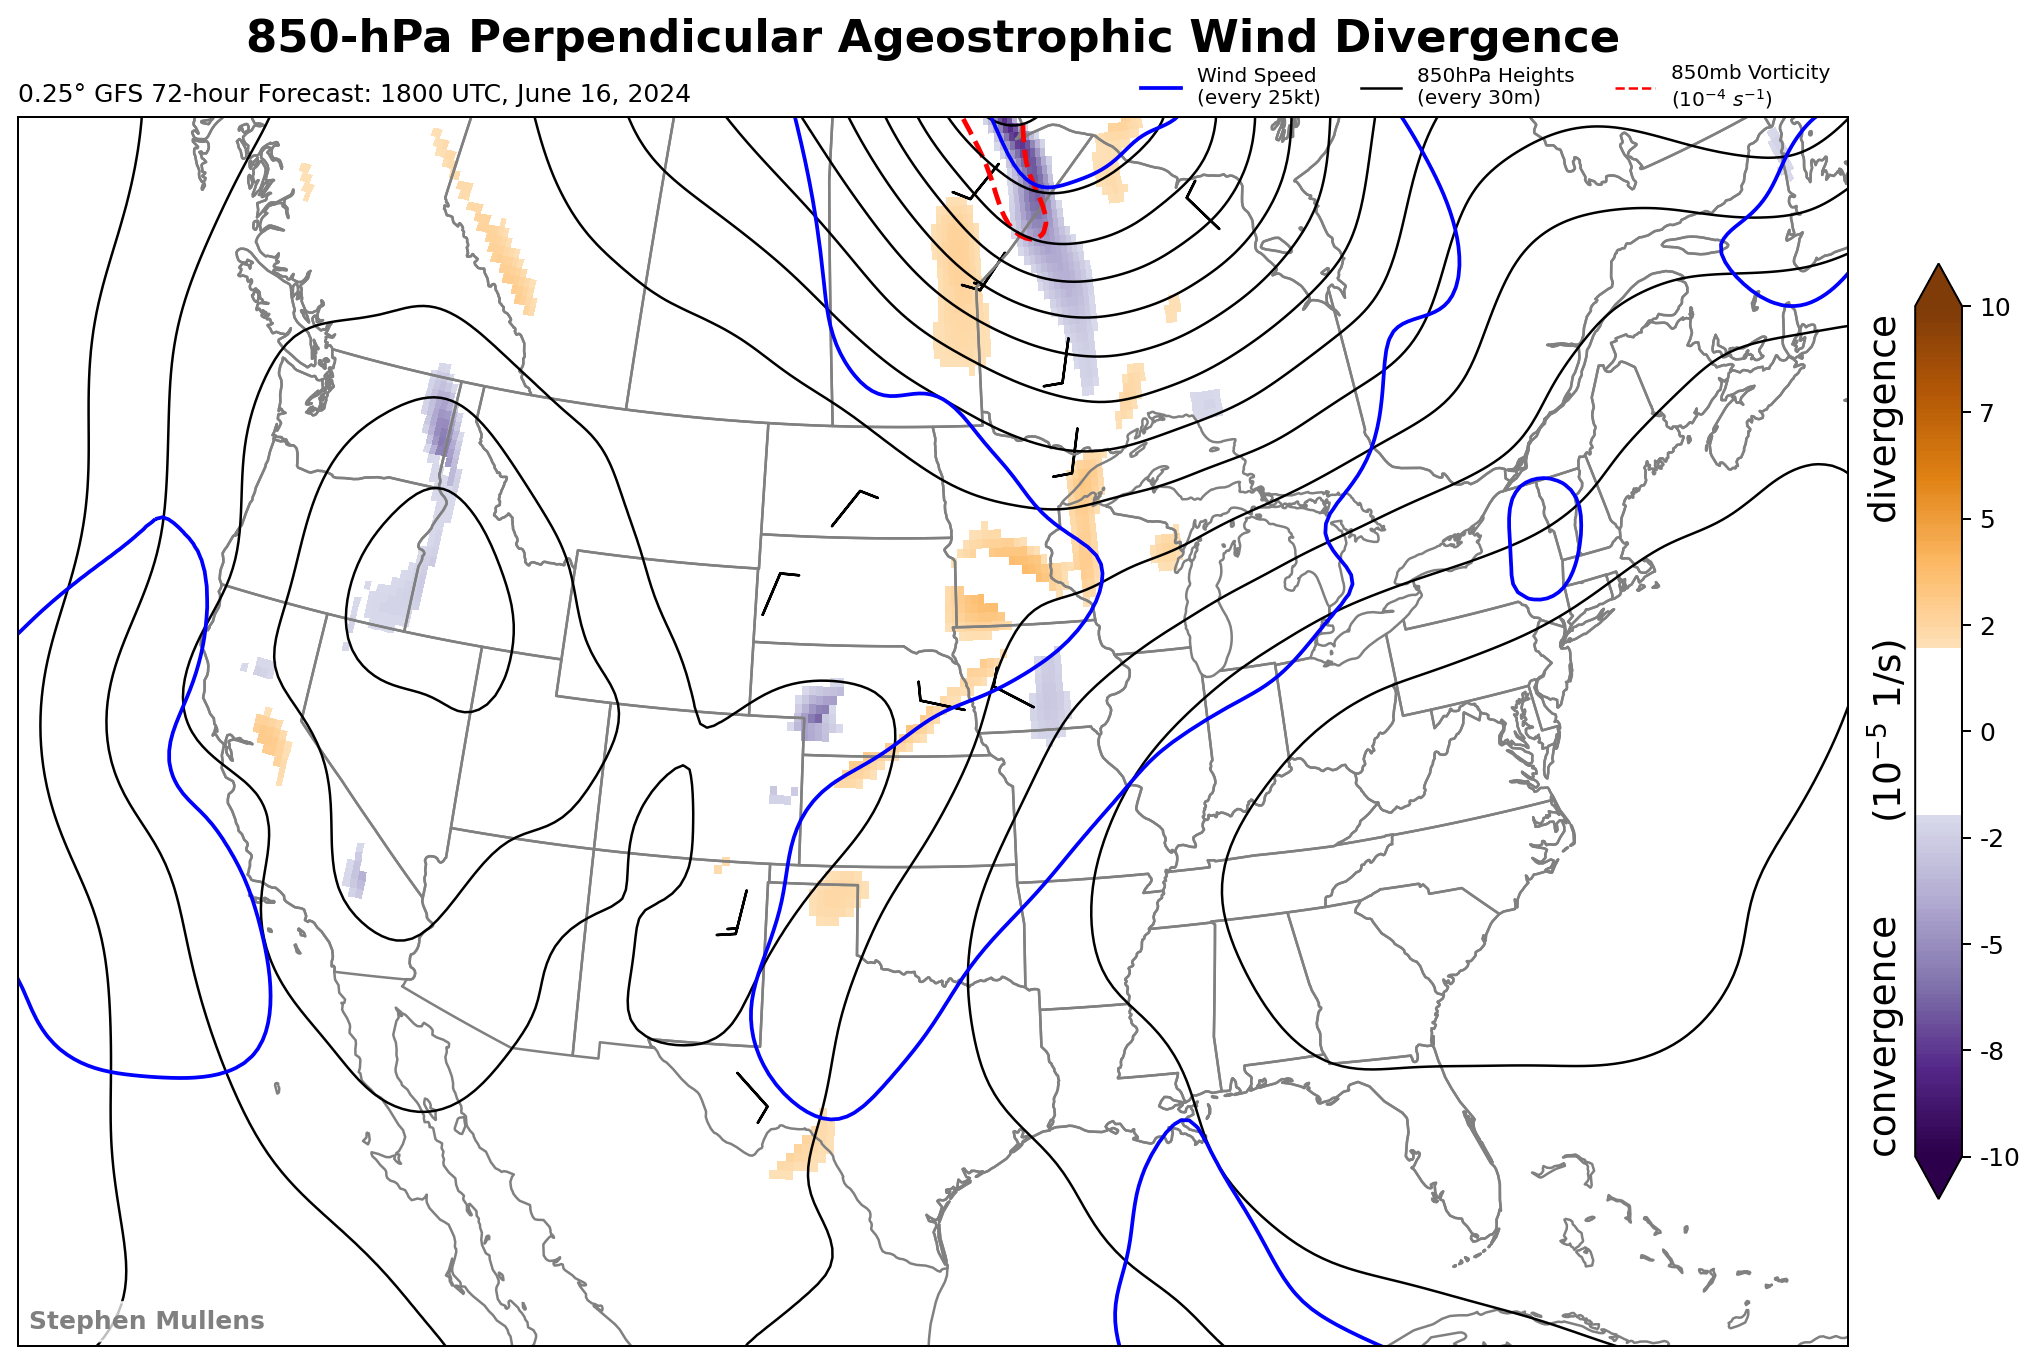 850-hPa Perpendicular Ageostrophic Wind Divergence
0.25° GFS 72-hour Forecast: 1800 UTC, June 16, 2024
Wind Speed
(every 25kt)
850hPa Heights
(every 30m)
850mb Vorticity
(10⁻⁴ s⁻¹)
10
7
5
2
0
-2
-5
-8
-10
convergence (10⁻⁵ 1/s) divergence
Stephen Mullens